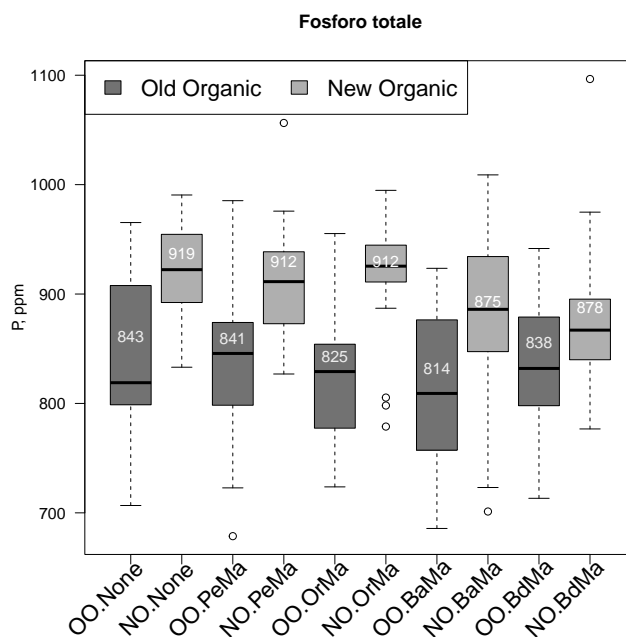 Fosforo totale
Old Organic New Organic
P, ppm
1100
1000
900
800
700
843
919
841
912
825
912
814
875
838
878
OO.None
NO.None
OO.PeMa
NO.PeMa
OO.OrMa
NO.OrMa
OO.BaMa
NO.BaMa
OO.BdMa
NO.BdMa